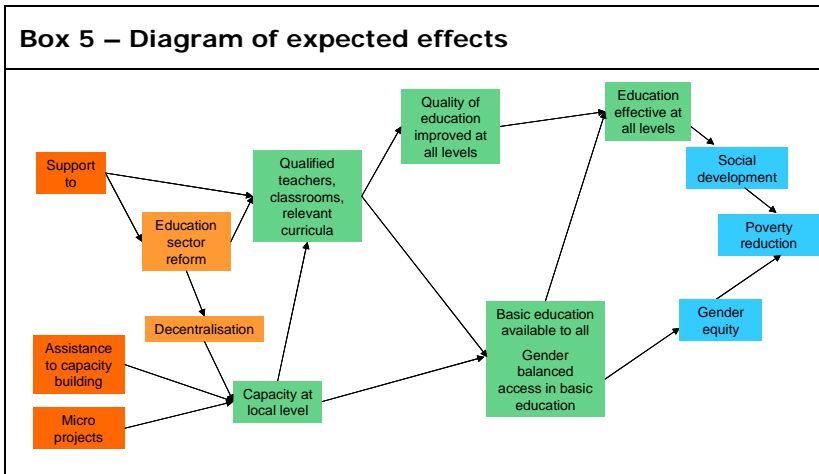 Box 5 – Diagram of expected effects
Support
to
Education
sector
reform
Decentralisation
Assistance
to capacity
building
Micro
projects
Qualified
teachers,
classrooms,
relevant
curricula
Capacity at
local level
Quality of
education
improved at
all levels
Basic education
available to all
Gender
balanced
access in basic
education
Education
effective at
all levels
Social
development
Poverty
reduction
Gender
equity